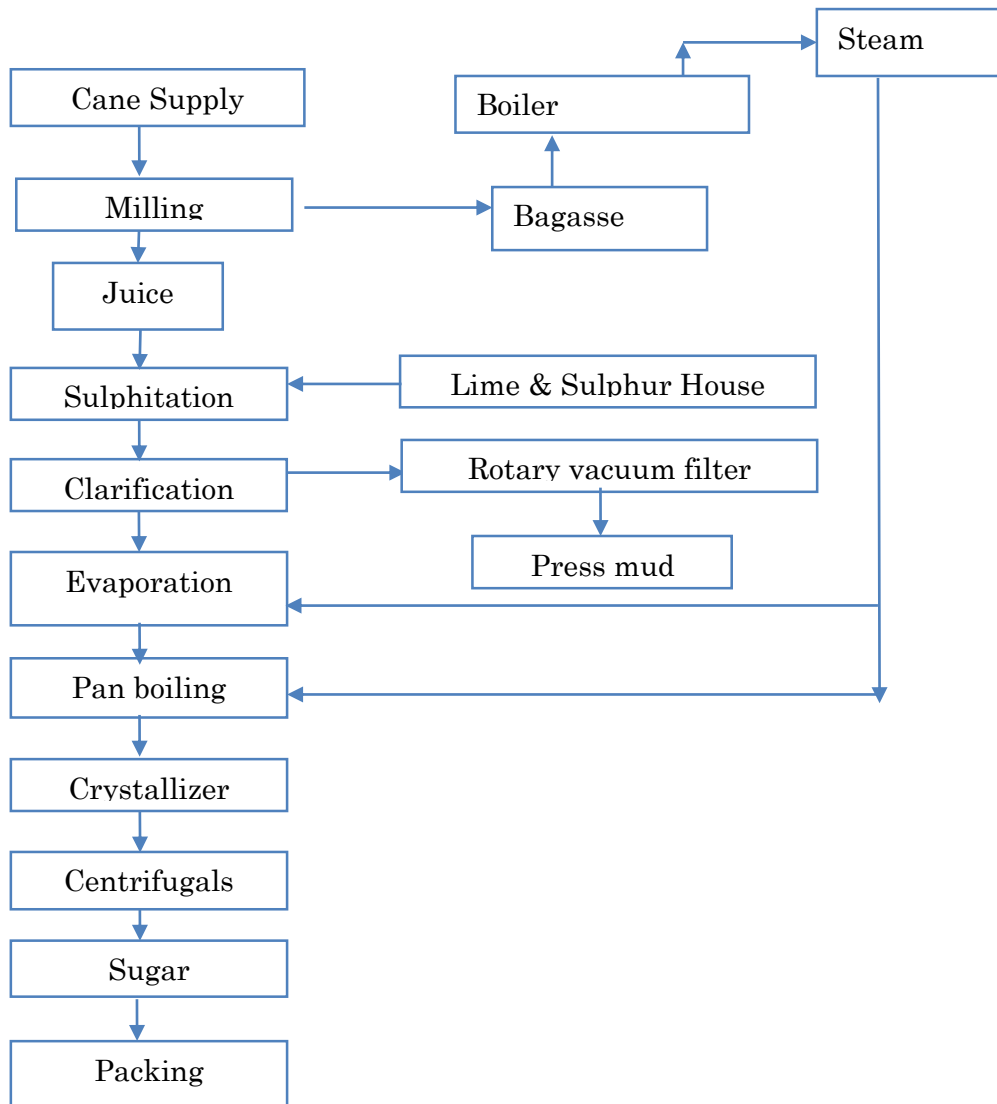 Steam
Cane Supply
Boiler
Milling
Bagasse
Juice
Sulphitation
Lime & Sulphur House
Clarification
Rotary vacuum filter
Press mud
Evaporation
Pan boiling
Crystallizer
Centrifugals
Sugar
Packing